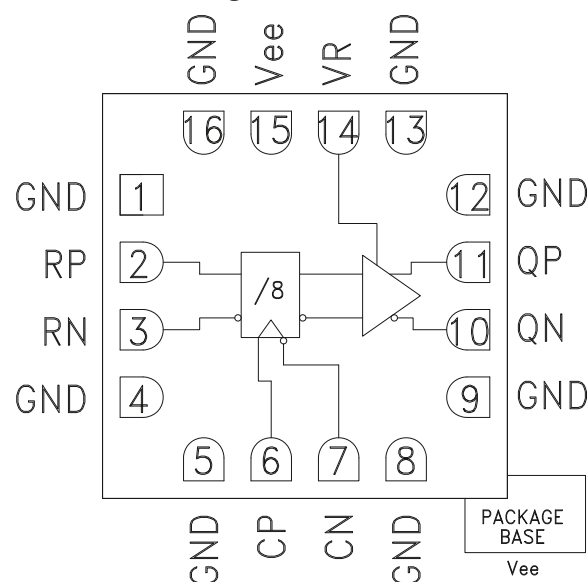 GND Vee VR GND
16 15 14 13
GND 1 12 GND
RP 2 11 QP
/8
RN 3 10 QN
GND 4 9 GND
5 6 7 8
GND CP CN GND
PACKAGE
BASE
Vee